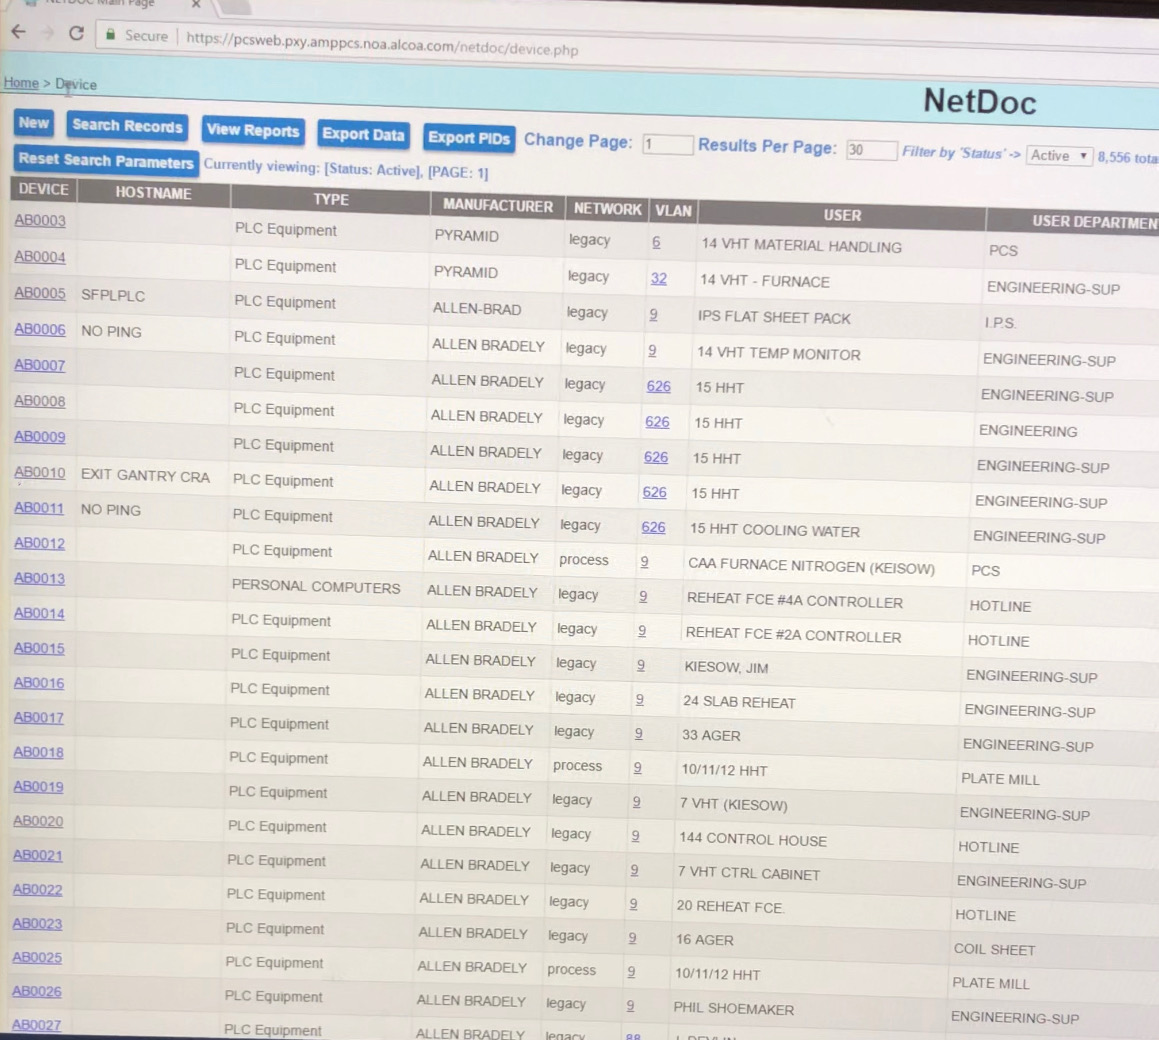 NETDOC Main Page
Secure | https://pcsweb.pxy.amppcs.noa.alcoa.com/netdoc/device.php
Home > Device
NetDoc
New Search Records View Reports Export Data Export PIDs Change Page: 1 Results Per Page: 30 Filter by 'Status' -> Active 8,556 tota
Reset Search Parameters Currently viewing: [Status: Active], [PAGE: 1]
DEVICE HOSTNAME TYPE MANUFACTURER NETWORK VLAN USER USER DEPARTMEN
AB0003 PLC Equipment PYRAMID legacy 6 14 VHT MATERIAL HANDLING PCS
AB0004 PLC Equipment PYRAMID legacy 32 14 VHT - FURNACE ENGINEERING-SUP
AB0005 SFPLPLC PLC Equipment ALLEN-BRAD legacy 9 IPS FLAT SHEET PACK I.P.S.
AB0006 NO PING PLC Equipment ALLEN BRADELY legacy 9 14 VHT TEMP MONITOR ENGINEERING-SUP
AB0007 PLC Equipment ALLEN BRADELY legacy 626 15 HHT ENGINEERING-SUP
AB0008 PLC Equipment ALLEN BRADELY legacy 626 15 HHT ENGINEERING
AB0009 PLC Equipment ALLEN BRADELY legacy 626 15 HHT ENGINEERING-SUP
AB0010 EXIT GANTRY CRA PLC Equipment ALLEN BRADELY legacy 626 15 HHT ENGINEERING-SUP
AB0011 NO PING PLC Equipment ALLEN BRADELY legacy 626 15 HHT COOLING WATER ENGINEERING-SUP
AB0012 PLC Equipment ALLEN BRADELY process 9 CAA FURNACE NITROGEN (KEISOW) PCS
AB0013 PERSONAL COMPUTERS ALLEN BRADELY legacy 9 REHEAT FCE #4A CONTROLLER HOTLINE
AB0014 PLC Equipment ALLEN BRADELY legacy 9 REHEAT FCE #2A CONTROLLER HOTLINE
AB0015 PLC Equipment ALLEN BRADELY legacy 9 KIESOW, JIM ENGINEERING-SUP
AB0016 PLC Equipment ALLEN BRADELY legacy 9 24 SLAB REHEAT ENGINEERING-SUP
AB0017 PLC Equipment ALLEN BRADELY legacy 9 33 AGER ENGINEERING-SUP
AB0018 PLC Equipment ALLEN BRADELY process 9 10/11/12 HHT PLATE MILL
AB0019 PLC Equipment ALLEN BRADELY legacy 9 7 VHT (KIESOW) ENGINEERING-SUP
AB0020 PLC Equipment ALLEN BRADELY legacy 9 144 CONTROL HOUSE HOTLINE
AB0021 PLC Equipment ALLEN BRADELY legacy 9 7 VHT CTRL CABINET ENGINEERING-SUP
AB0022 PLC Equipment ALLEN BRADELY legacy 9 20 REHEAT FCE. HOTLINE
AB0023 PLC Equipment ALLEN BRADELY legacy 9 16 AGER COIL SHEET
AB0025 PLC Equipment ALLEN BRADELY process 9 10/11/12 HHT PLATE MILL
AB0026 PLC Equipment ALLEN BRADELY legacy 9 PHIL SHOEMAKER ENGINEERING-SUP
AB0027 PLC Equipment ALLEN BRADELY legacy 88